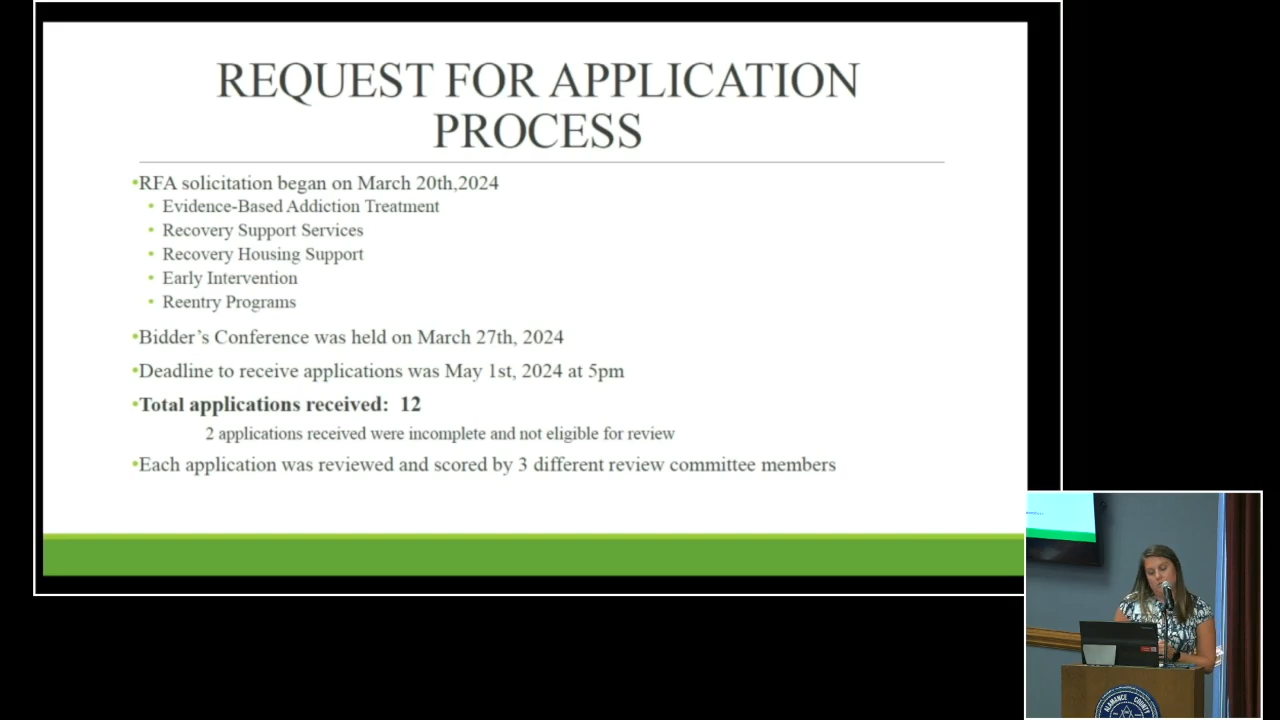 REQUEST FOR APPLICATION
PROCESS
•RFA solicitation began on March 20th,2024
• Evidence-Based Addiction Treatment
• Recovery Support Services
• Recovery Housing Support
• Early Intervention
• Reentry Programs
•Bidder’s Conference was held on March 27th, 2024
•Deadline to receive applications was May 1st, 2024 at 5pm
•Total applications received: 12
2 applications received were incomplete and not eligible for review
•Each application was reviewed and scored by 3 different review committee members
ALAMANCE COUNTY